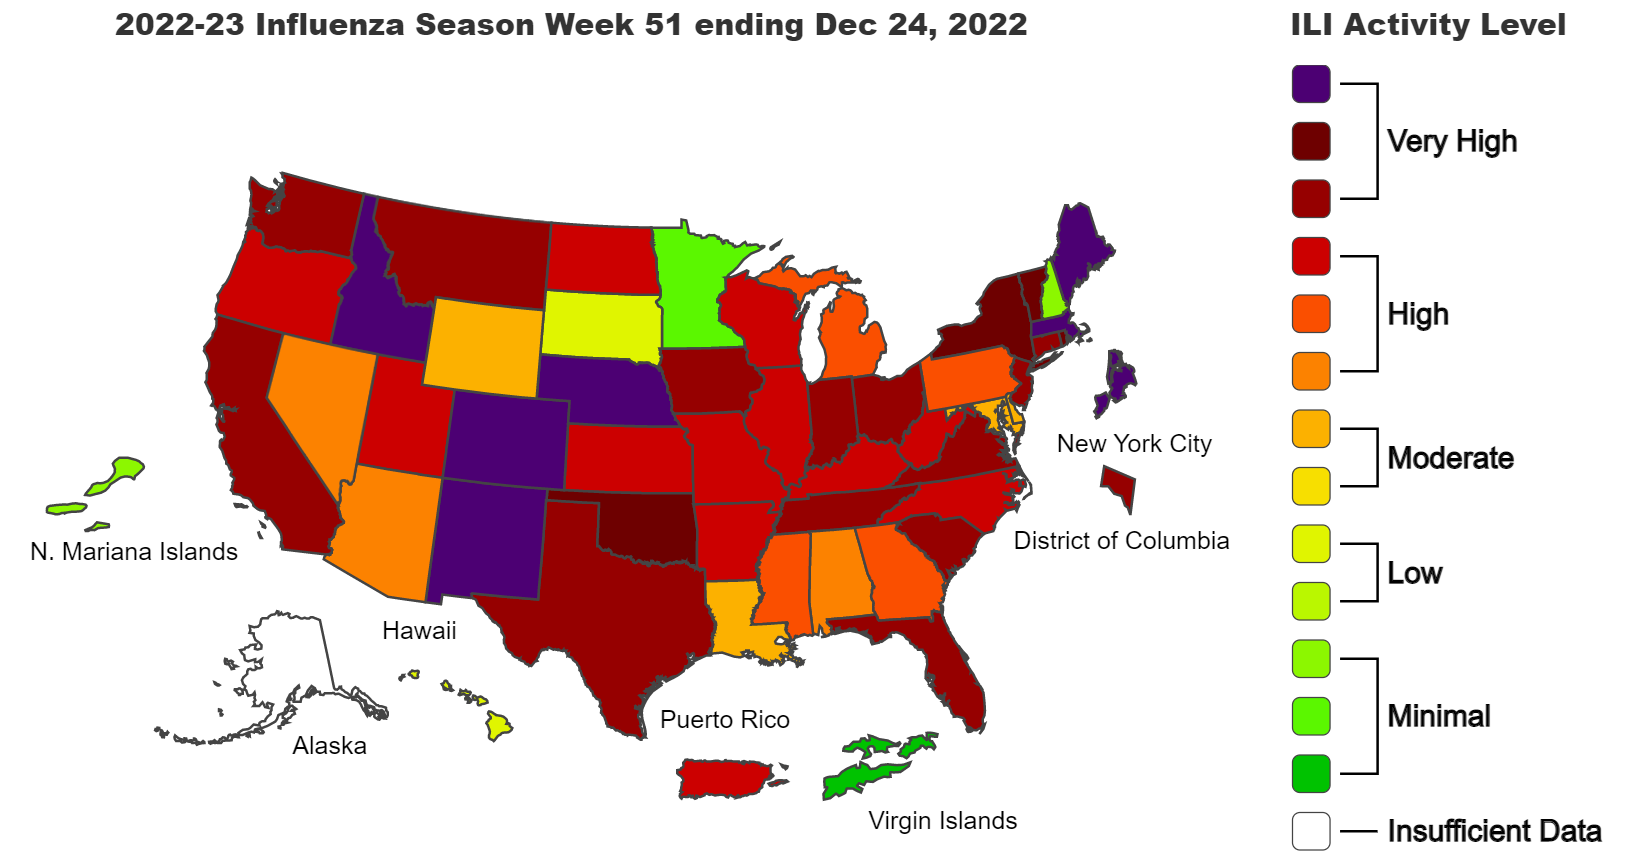 2022-23 Influenza Season Week 51 ending Dec 24, 2022
ILI Activity Level
Very High
High
Moderate
Low
Minimal
Insufficient Data
New York City
District of Columbia
N. Mariana Islands
Hawaii
Alaska
Puerto Rico
Virgin Islands